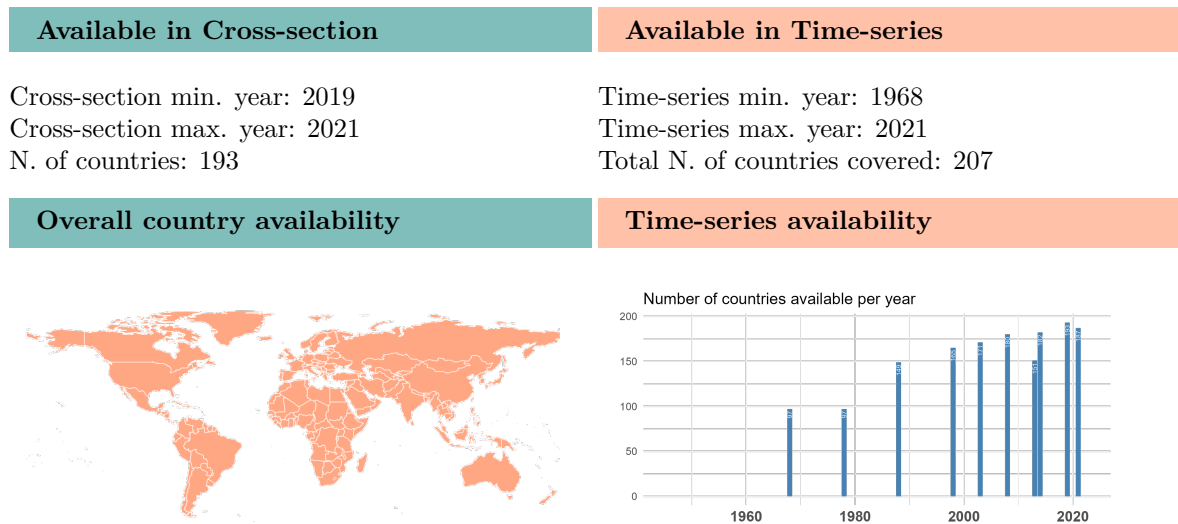 Available in Cross-section
Available in Time-series
Cross-section min. year: 2019
Cross-section max. year: 2021
N. of countries: 193
Time-series min. year: 1968
Time-series max. year: 2021
Total N. of countries covered: 207
Overall country availability
Time-series availability
Number of countries available per year
200
150
100
50
0
1960
1980
2000
2020